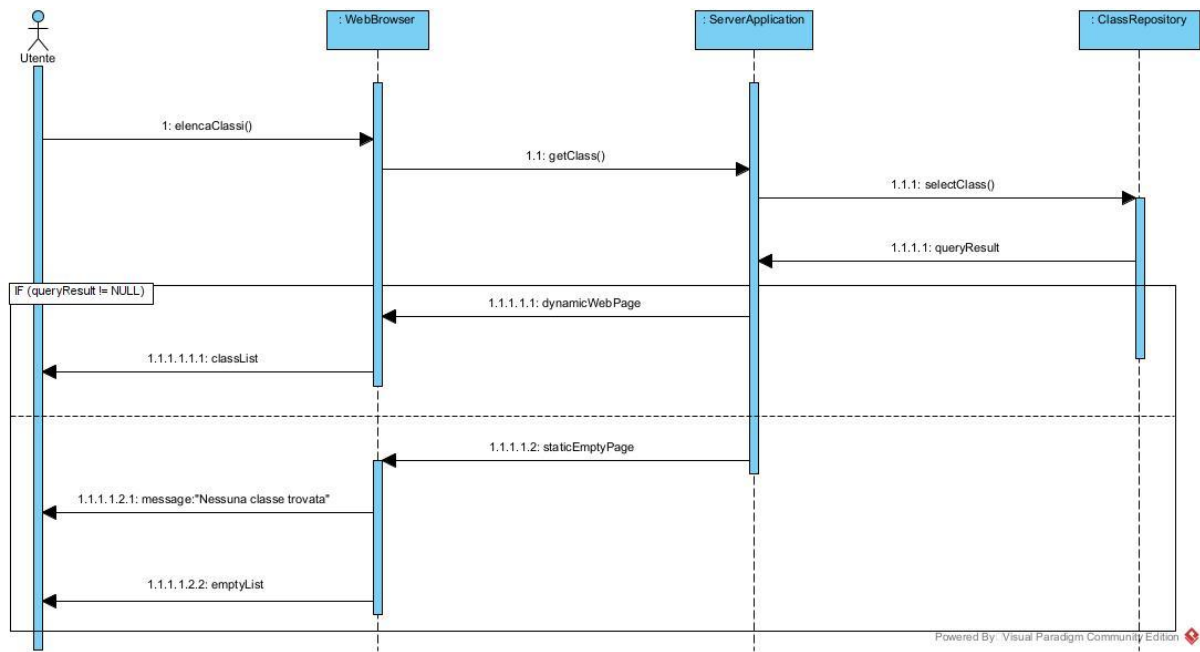 : WebBrowser
: ServerApplication
: ClassRepository
Utente
1: elencaClassi()
1.1: getClass()
1.1.1: selectClass()
1.1.1.1: queryResult
IF (queryResult != NULL)
1.1.1.1.1: dynamicWebPage
1.1.1.1.1.1: classList
1.1.1.1.2: staticEmptyPage
1.1.1.1.2.1: message:"Nessuna classe trovata"
1.1.1.1.2.2: emptyList
Powered By: Visual Paradigm Community Edition